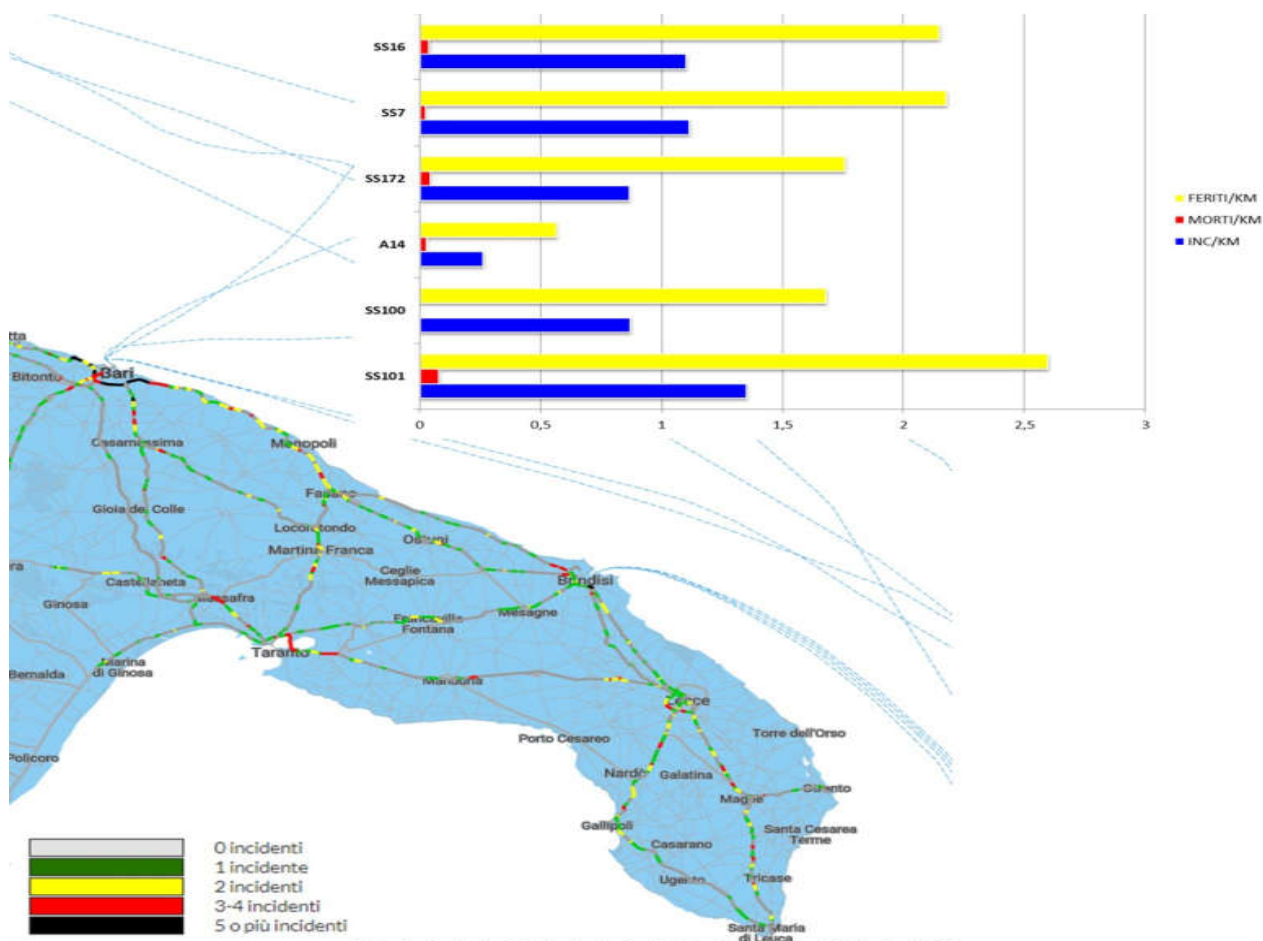 SS16
SS7
SS172
A14
SS100
SS101
0
0,5
1
1,5
2
2,5
3
FERITI/KM
MORTI/KM
INC/KM
Bitonto
Bari
Casamassima
Monopoli
Fasano
Gioia del Colle
Locorotondo
Martina Franca
Ostuni
Ceglie
Messapica
Brindisi
Castellaneta
Ginosa
Massafra
Francavilla
Fontana
Mesagne
Taranto
Marina
di Ginosa
Bernalda
Manduria
Lecce
Torre dell'Orso
Porto Cesareo
Policoro
Nardò
Galatina
Otranto
Maglie
Gallipoli
Santa Cesarea
Terme
Casarano
Ugento
Tricase
Santa Maria
di Leuca
0 incidenti
1 incidente
2 incidenti
3-4 incidenti
5 o più incidenti